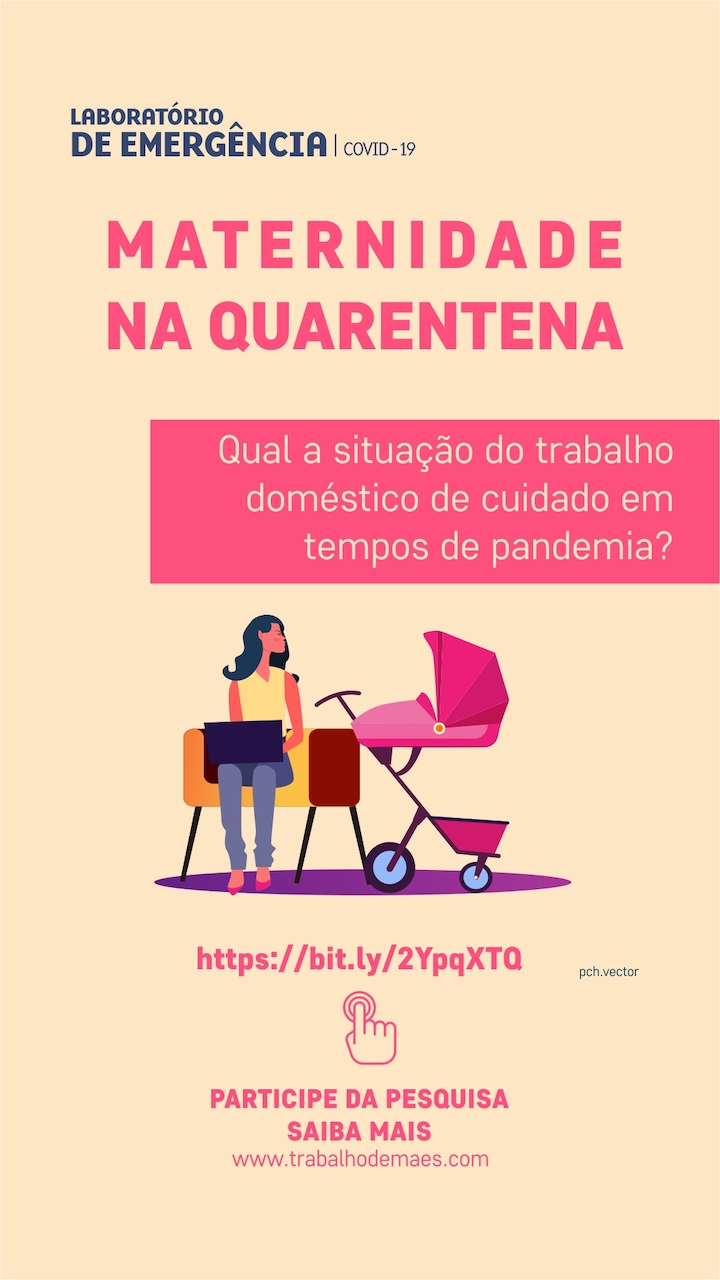 LABORATÓRIO
DE EMERGÊNCIA | COVID-19
MATERNIDADE
NA QUARENTENA
Qual a situação do trabalho
doméstico de cuidado em
tempos de pandemia?
https://bit.ly/2YpqXTQ
pch.vector
PARTICIPE DA PESQUISA
SAIBA MAIS
www.trabalhodemaes.com